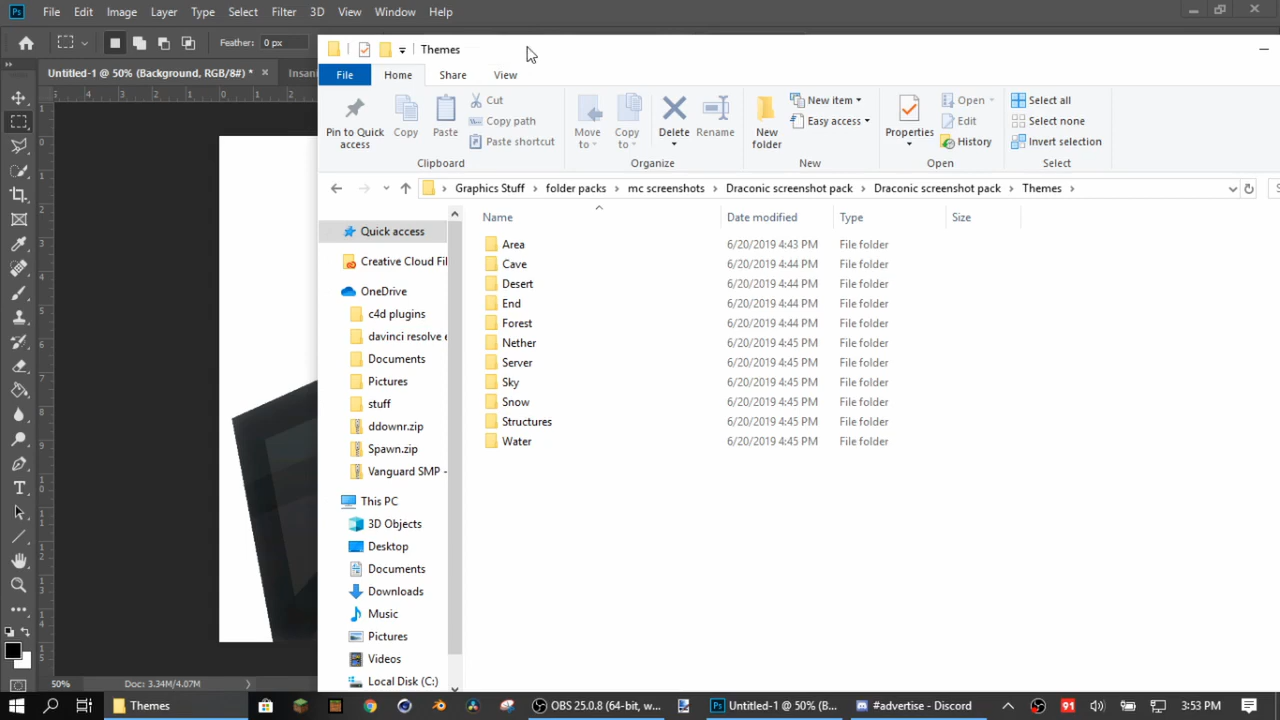 Ps File Edit Image Layer Type Select Filter 3D View Window Help
Feather: 0 px
Untitled-1 @ 50% (Background, RGB/8#) * × Insani
5 4 3 2 1 0 1 2
Themes
File Home Share View
Pin to Quick access
Copy
Paste
Cut
Copy path
Paste shortcut
Clipboard
Move to
Copy to
Delete
Rename
Organize
New folder
New item
Easy access
New
Properties
Open
Edit
History
Open
Select all
Select none
Invert selection
Select
Graphics Stuff > folder packs > mc screenshots > Draconic screenshot pack > Draconic screenshot pack > Themes >
Name Date modified Type Size
Area 6/20/2019 4:43 PM File folder
Cave 6/20/2019 4:44 PM File folder
Desert 6/20/2019 4:44 PM File folder
End 6/20/2019 4:44 PM File folder
Forest 6/20/2019 4:44 PM File folder
Nether 6/20/2019 4:45 PM File folder
Server 6/20/2019 4:45 PM File folder
Sky 6/20/2019 4:45 PM File folder
Snow 6/20/2019 4:45 PM File folder
Structures 6/20/2019 4:45 PM File folder
Water 6/20/2019 4:45 PM File folder
Quick access
Creative Cloud Fil
OneDrive
c4d plugins
davinci resolve e
Documents
Pictures
stuff
ddownr.zip
Spawn.zip
Vanguard SMP -
This PC
3D Objects
Desktop
Documents
Downloads
Music
Pictures
Videos
Local Disk (C:)
50% Doc: 3.34M/4.07M
Themes
OBS 25.0.8 (64-bit, w...
Untitled-1 @ 50% (B...
#advertise - Discord
91
3:53 PM